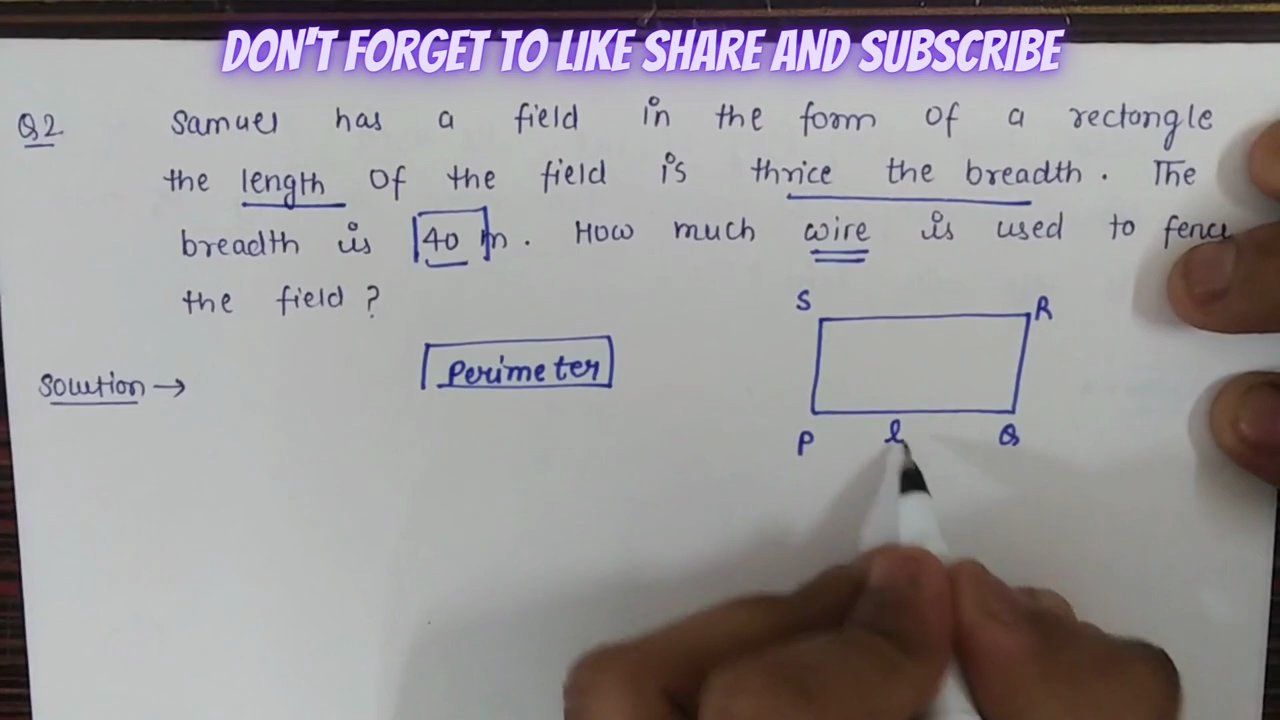 DON'T FORGET TO LIKE SHARE AND SUBSCRIBE
Q2 Samuel has a field in the form of a rectangle
the length of the field is thrice the breadth. The
breadth is 40 m. How much wire is used to fence
the field?
S R
Solution → Perimeter
P l Q